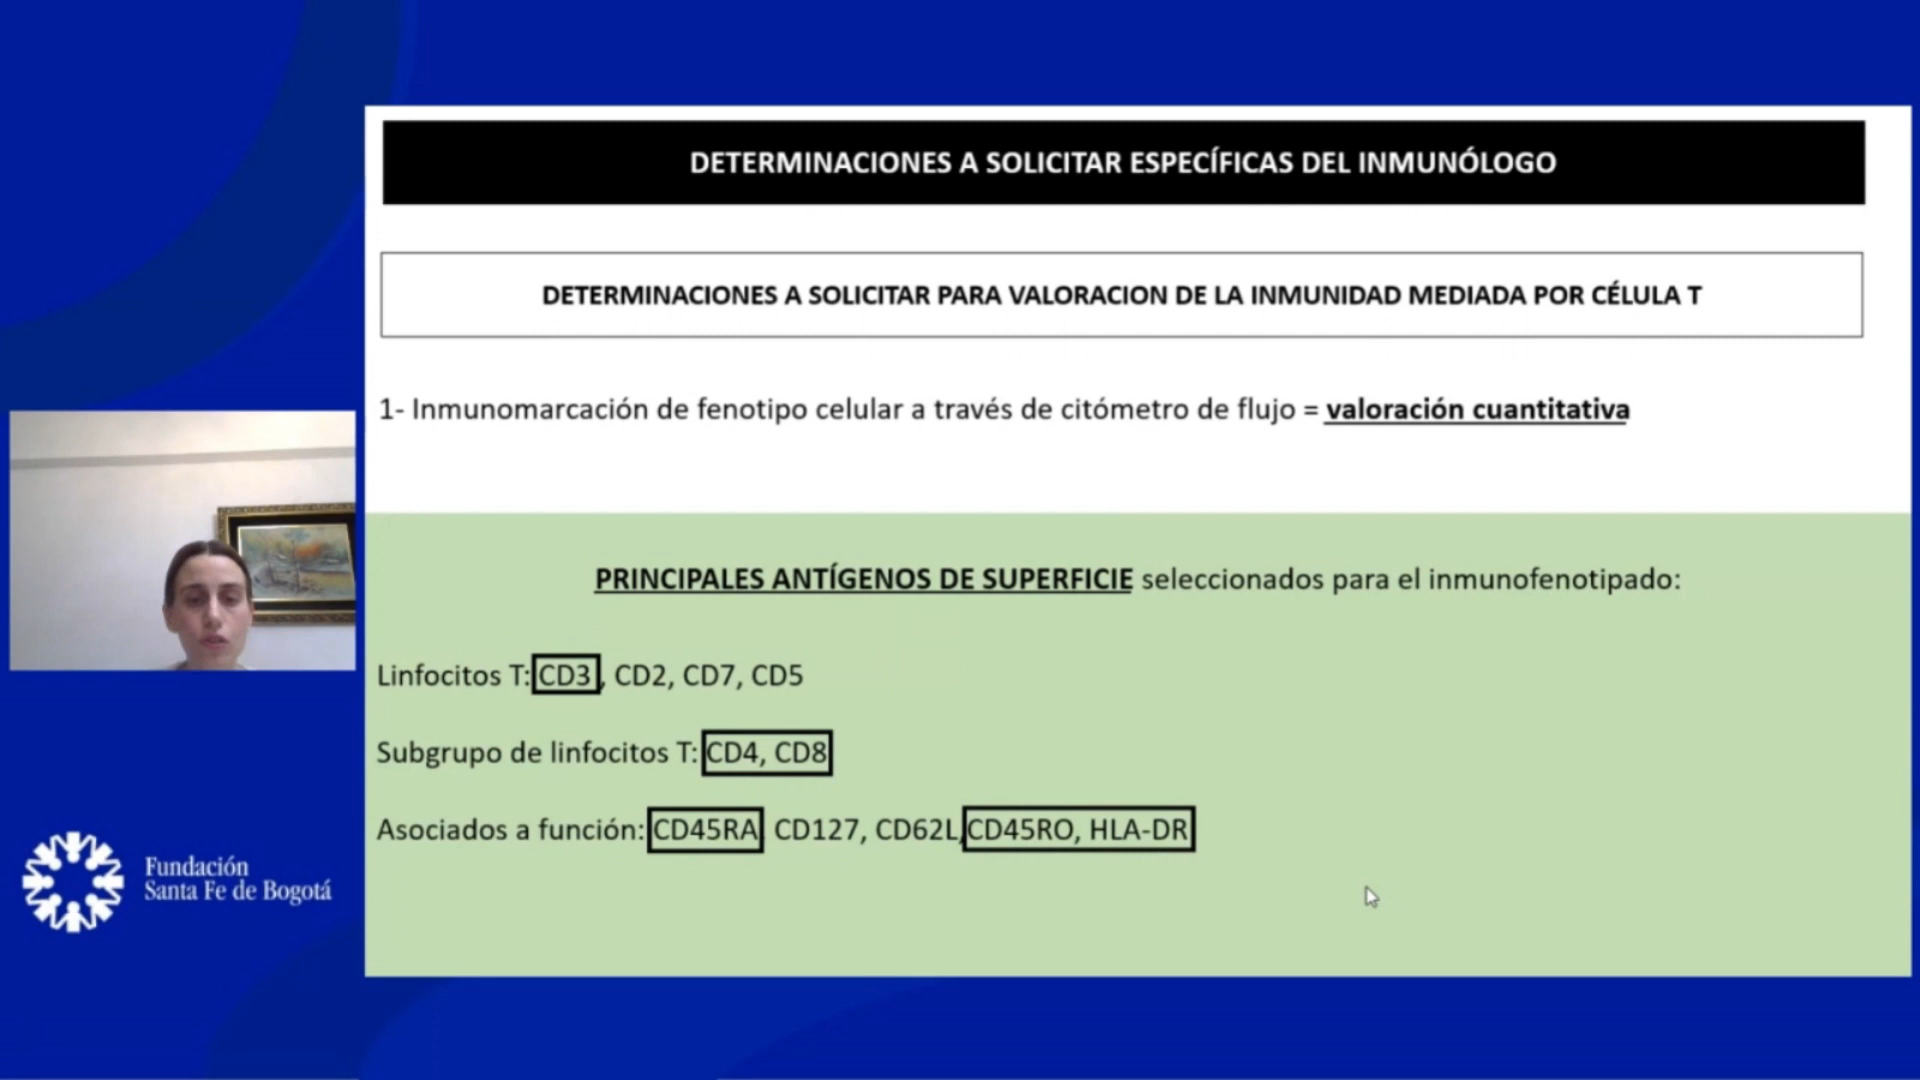 DETERMINACIONES A SOLICITAR ESPECÍFICAS DEL INMUNÓLOGO
DETERMINACIONES A SOLICITAR PARA VALORACION DE LA INMUNIDAD MEDIADA POR CÉLULA T
1- Inmunomarcación de fenotipo celular a través de citómetro de flujo = valoración cuantitativa
PRINCIPALES ANTÍGENOS DE SUPERFICIE seleccionados para el inmunofenotipado:
Linfocitos T: CD3, CD2, CD7, CD5
Subgrupo de linfocitos T: CD4, CD8
Asociados a función: CD45RA CD127, CD62L, CD45RO, HLA-DR
Fundación
Santa Fe de Bogotá